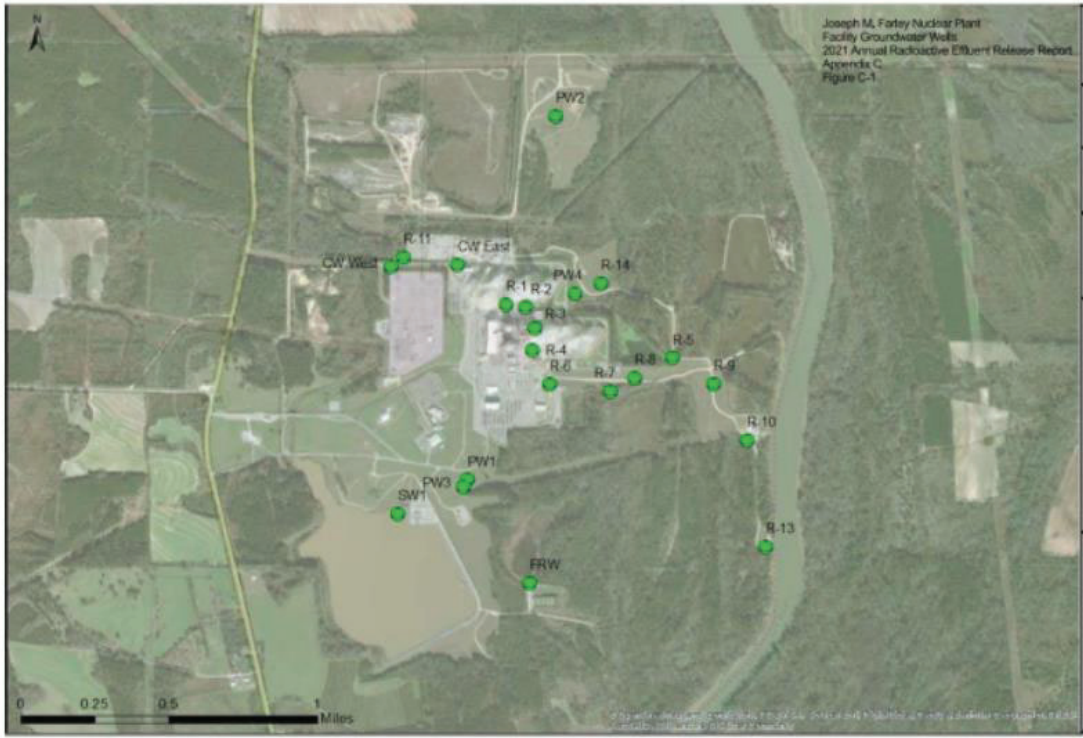 N
Joseph M. Farley Nuclear Plant
Facility Groundwater Wells
2021 Annual Radioactive Effluent Release Report
Appendix C
Figure C-1
PW2
R-11
CW East
CW West
R-14
PW4
R-1
R-2
R-3
R-4
R-5
R-8
R-6
R-7
R-9
R-10
PW1
PW3
SW1
R-13
FRW
0 0.25 0.5 1
Miles